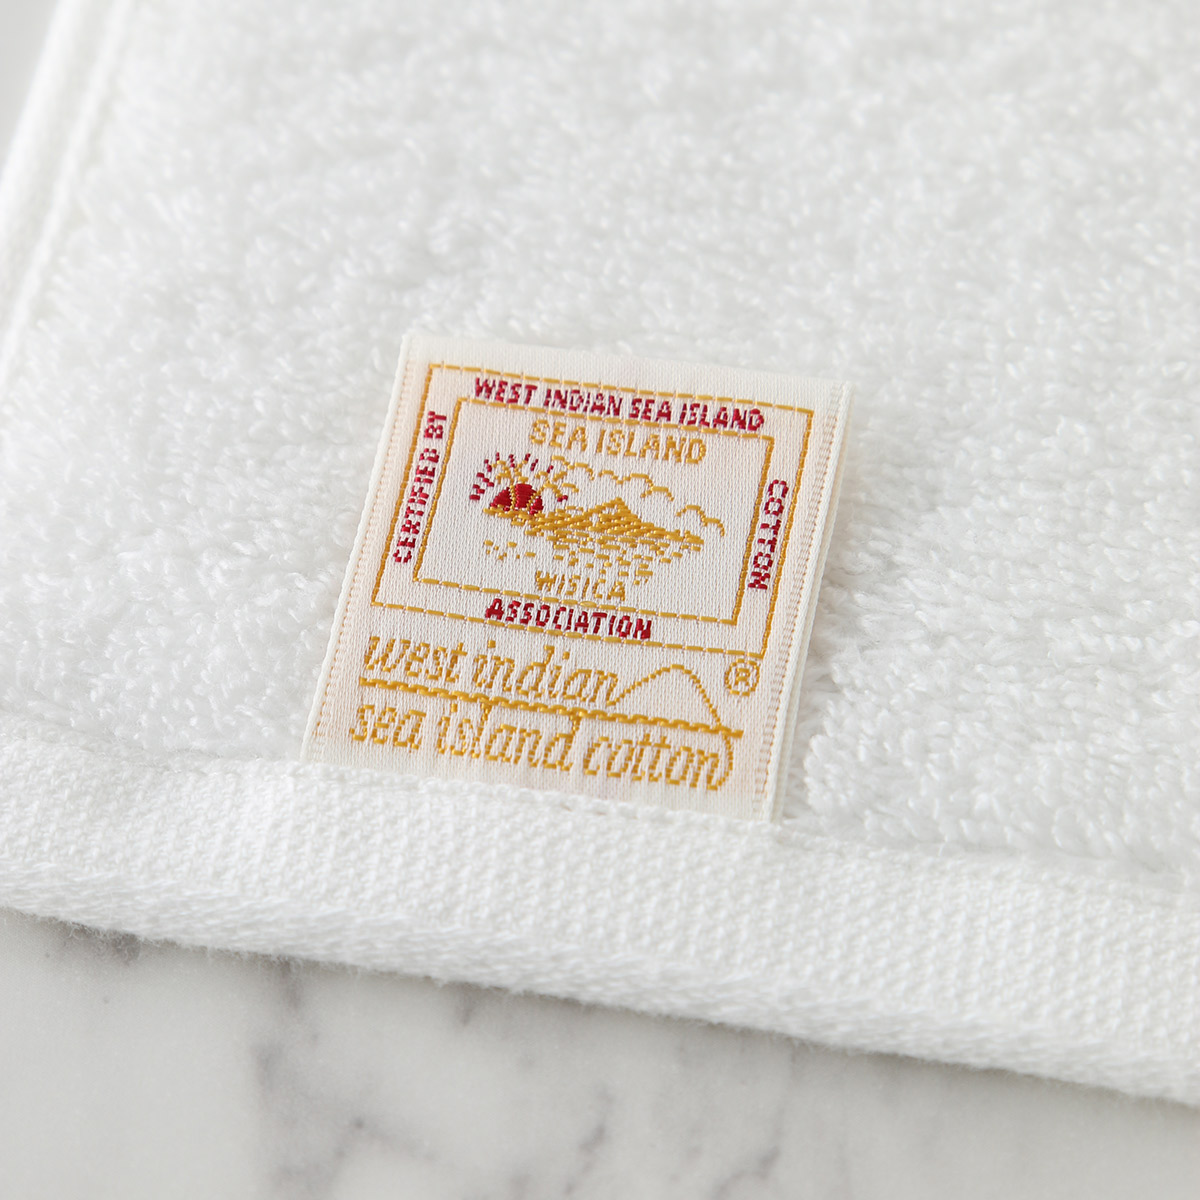 WEST INDIAN SEA ISLAND
CERTIFIED BY
COTTON
SEA ISLAND
WISICA
ASSOCIATION
west indian ®
sea island cotton